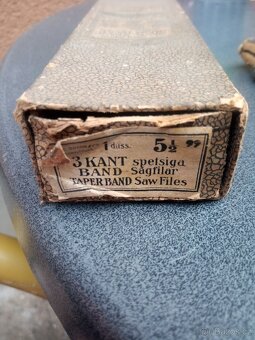 1 duss. 5½"
3 KANT spetsiga
BAND Sågfilar
TAPER BAND Saw Files